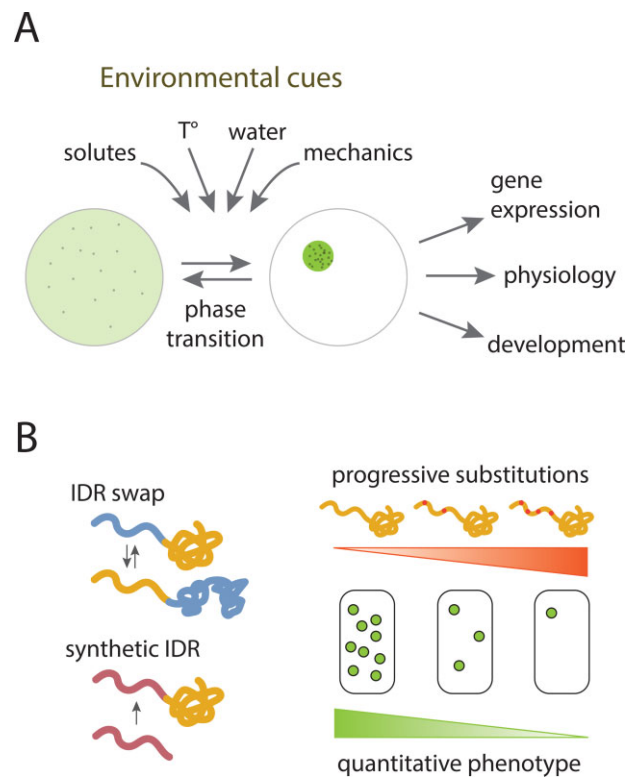 A
Environmental cues
T°
water
solutes
mechanics
gene
expression
phase
transition
physiology
development
B
IDR swap
progressive substitutions
synthetic IDR
quantitative phenotype